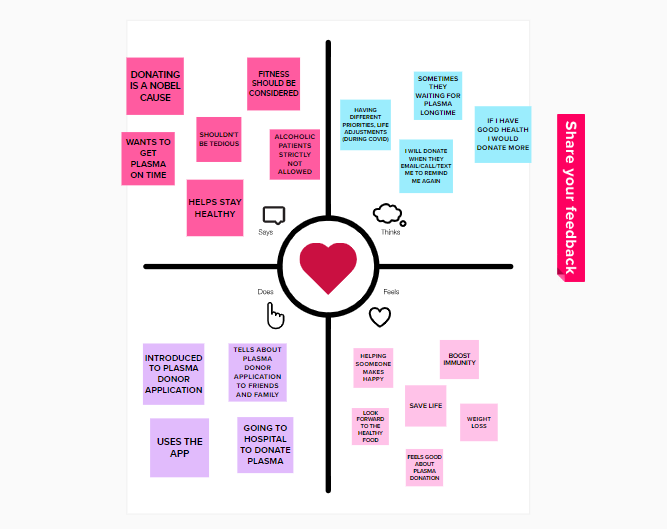 DONATING
IS A NOBEL
CAUSE
FITNESS
SHOULD BE
CONSIDERED
WANTS TO
GET
PLASMA
ON TIME
SHOULDN'T
BE TEDIOUS
ALCOHOLIC
PATIENTS
STRICTLY
NOT
ALLOWED
HELPS STAY
HEALTHY
Says
HAVING
DIFFERENT
PRIORITIES, LIFE
ADJUSTMENTS
(DURING COVID)
SOMETIMES
THEY
WAITING FOR
PLASMA
LONGTIME
IF I HAVE
GOOD HEALTH
I WOULD
DONATE MORE
I WILL DONATE
WHEN THEY
EMAIL/CALL/TEXT
ME TO REMIND
ME AGAIN
Thinks
Does
INTRODUCED
TO PLASMA
DONOR
APPLICATION
TELLS ABOUT
PLASMA
DONOR
APPLICATION
TO FRIENDS
AND FAMILY
USES THE
APP
GOING TO
HOSPITAL
TO DONATE
PLASMA
Feels
HELPING
SOOMEONE
MAKES
HAPPY
BOOST
IMMUNITY
SAVE LIFE
LOOK
FORWARD
TO THE
HEALTHY
FOOD
WEIGHT
LOSS
FEELS GOOD
ABOUT
PLASMA
DONATION
Share your feedback